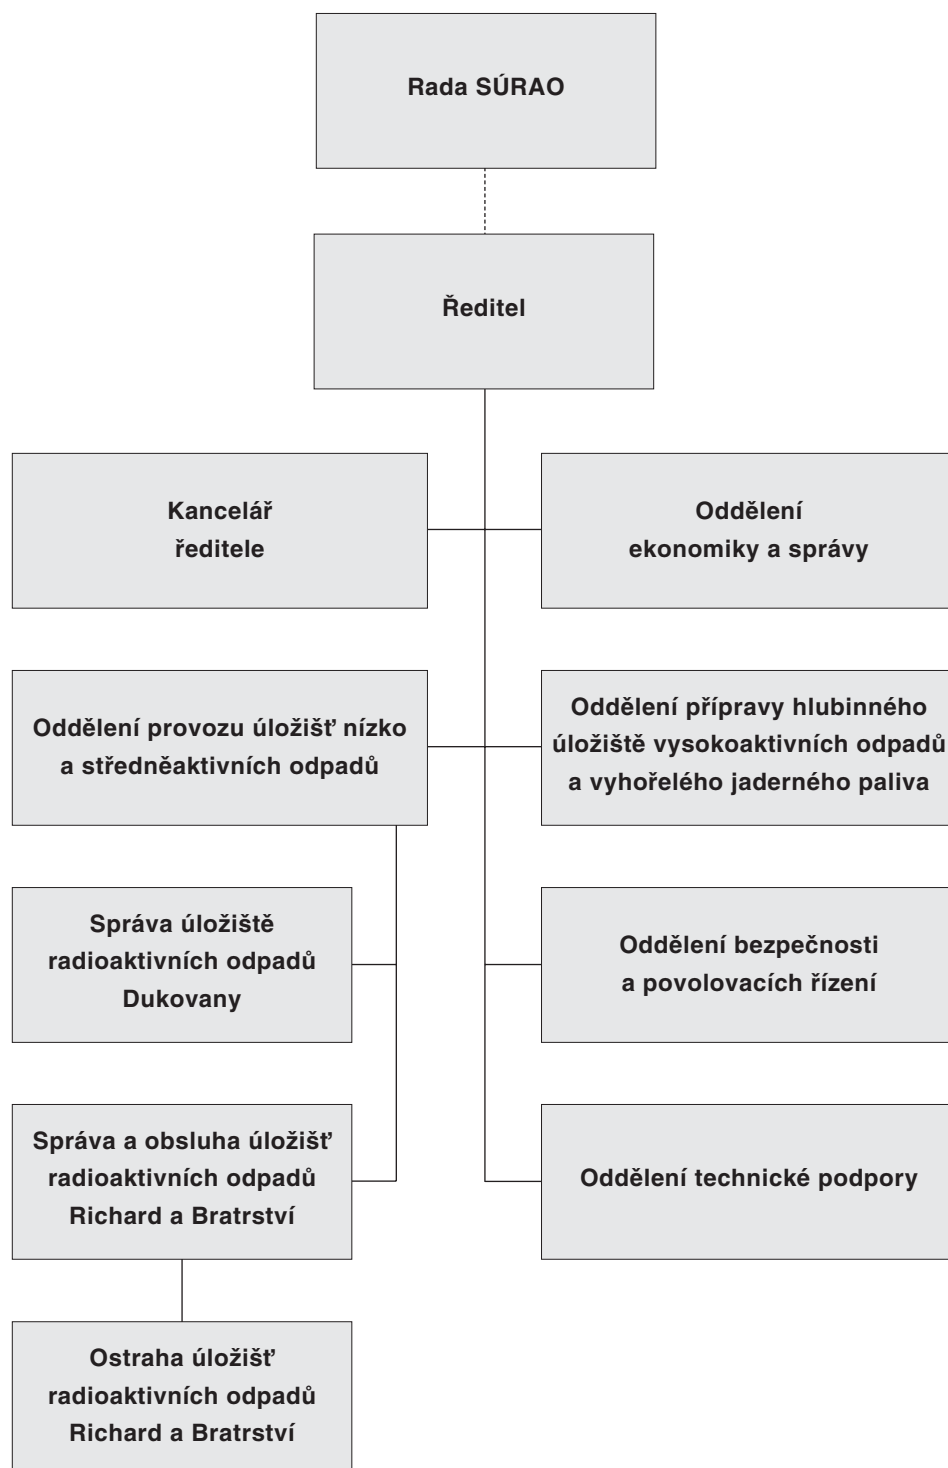 Rada SÚRAO
Ředitel
Kancelář
ředitele
Oddělení
ekonomiky a správy
Oddělení provozu úložišť nízko
a středněaktivních odpadů
Oddělení přípravy hlubinného
úložiště vysokoaktivních odpadů
a vyhořelého jaderného paliva
Správa úložiště
radioaktivních odpadů
Dukovany
Oddělení bezpečnosti
a povolovacích řízení
Správa a obsluha úložišť
radioaktivních odpadů
Richard a Bratrství
Oddělení technické podpory
Ostraha úložišť
radioaktivních odpadů
Richard a Bratrství